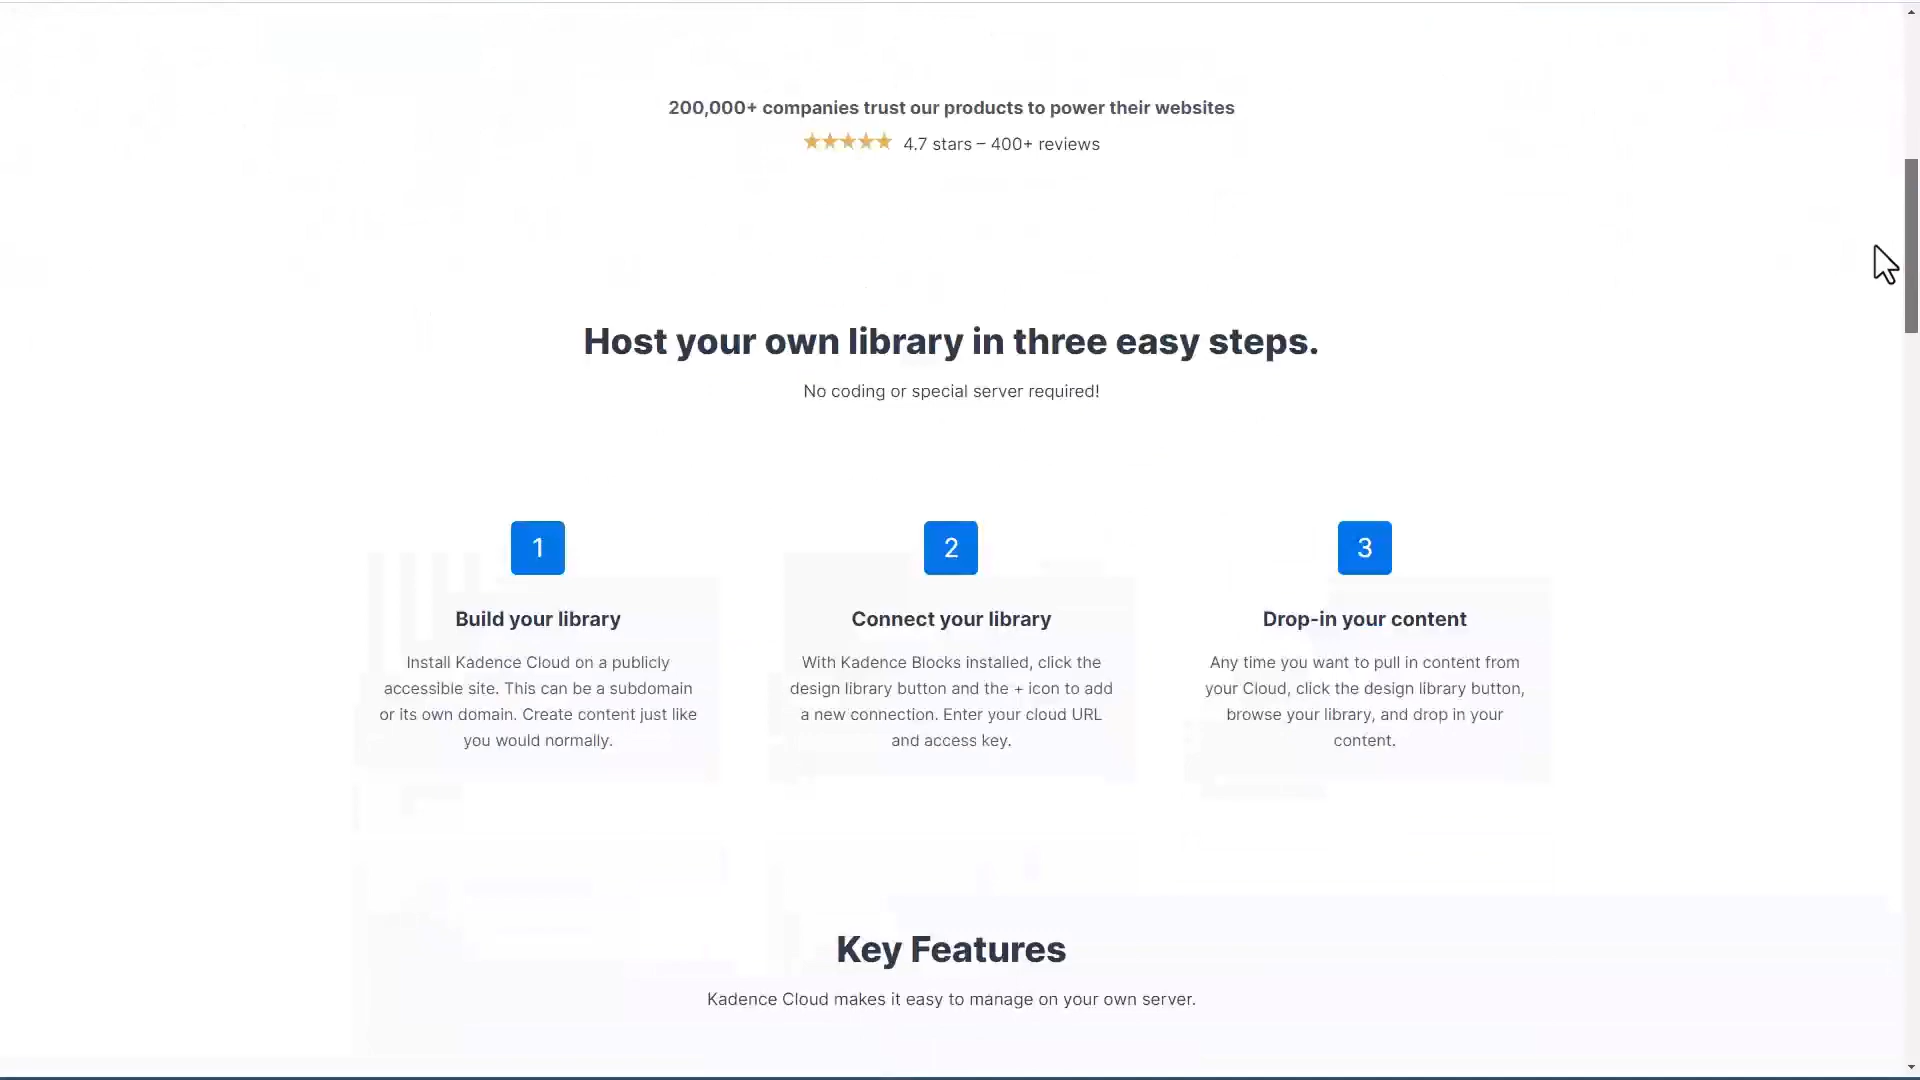 200,000+ companies trust our products to power their websites
4.7 stars – 400+ reviews
Host your own library in three easy steps.
No coding or special server required!
1
Build your library
Install Kadence Cloud on a publicly
accessible site. This can be a subdomain
or its own domain. Create content just like
you would normally.
2
Connect your library
With Kadence Blocks installed, click the
design library button and the + icon to add
a new connection. Enter your cloud URL
and access key.
3
Drop-in your content
Any time you want to pull in content from
your Cloud, click the design library button,
browse your library, and drop in your
content.
Key Features
Kadence Cloud makes it easy to manage on your own server.